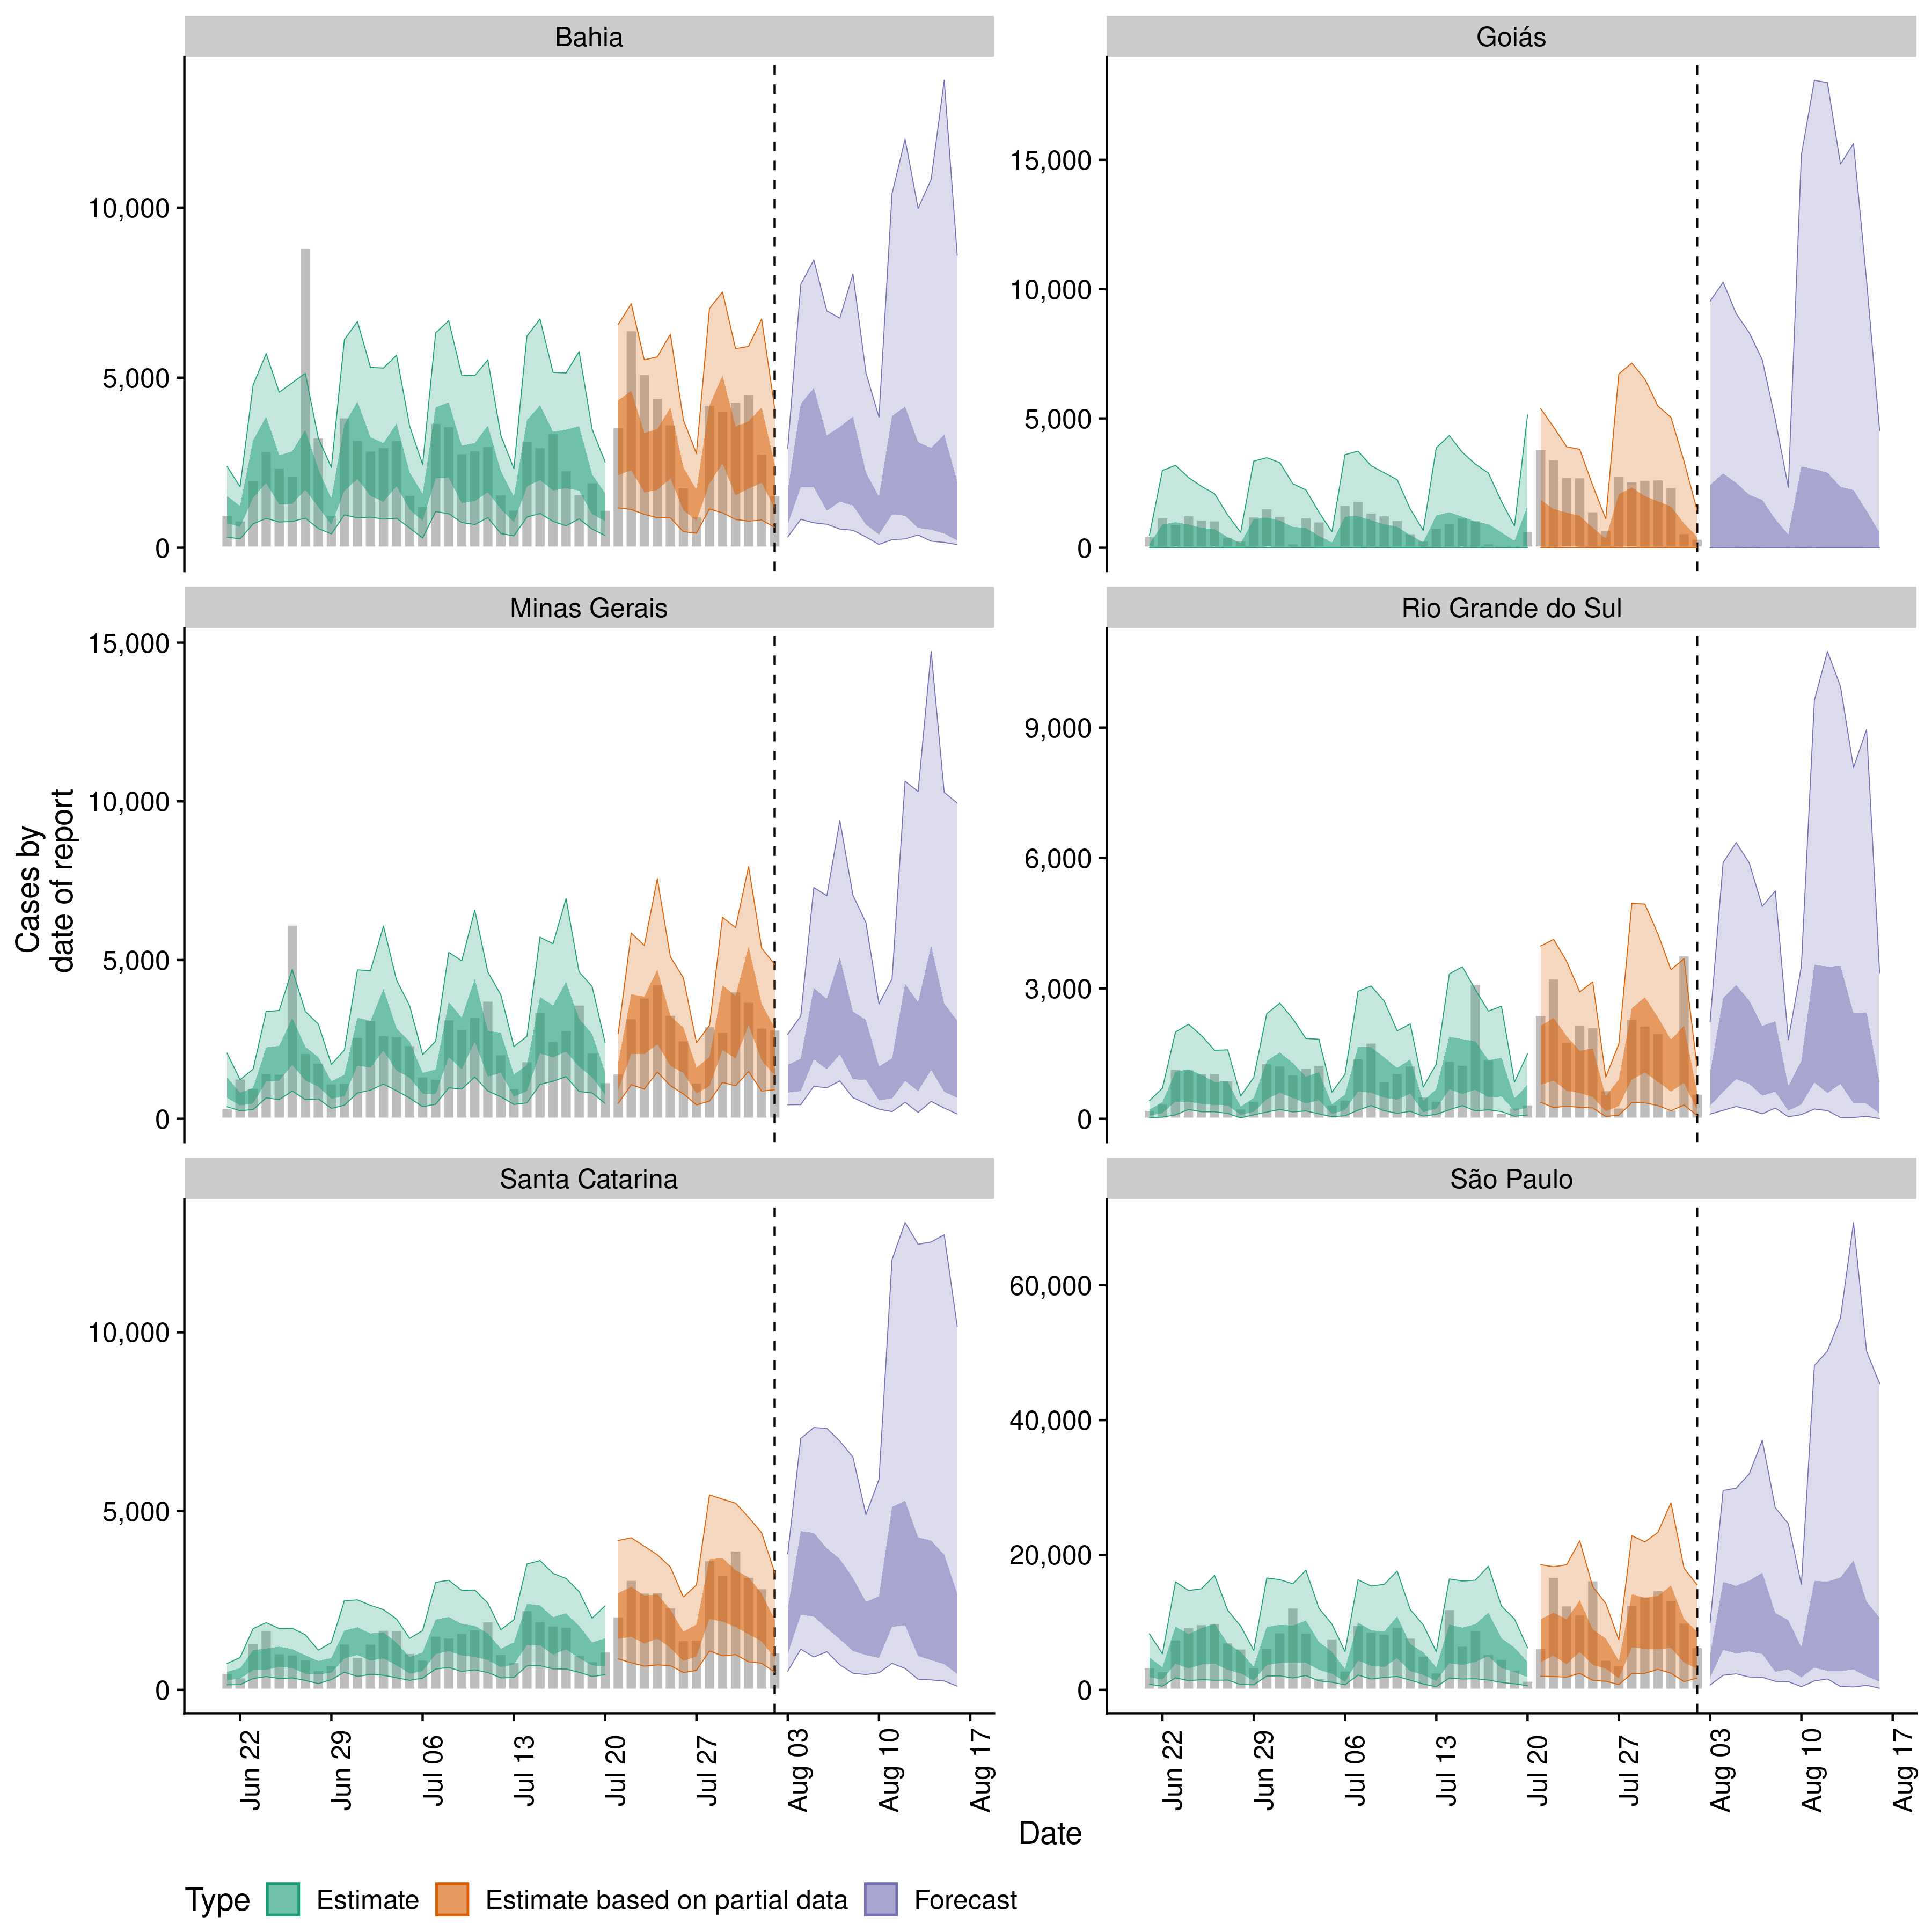 Bahia
Goiás
10,000
5,000
0
15,000
10,000
5,000
0
Minas Gerais
Rio Grande do Sul
15,000
10,000
5,000
0
9,000
6,000
3,000
0
Cases by
date of report
Santa Catarina
São Paulo
10,000
5,000
0
60,000
40,000
20,000
0
Jun 22
Jun 29
Jul 06
Jul 13
Jul 20
Jul 27
Aug 03
Aug 10
Aug 17
Jun 22
Jun 29
Jul 06
Jul 13
Jul 20
Jul 27
Aug 03
Aug 10
Aug 17
Date
Type Estimate Estimate based on partial data Forecast